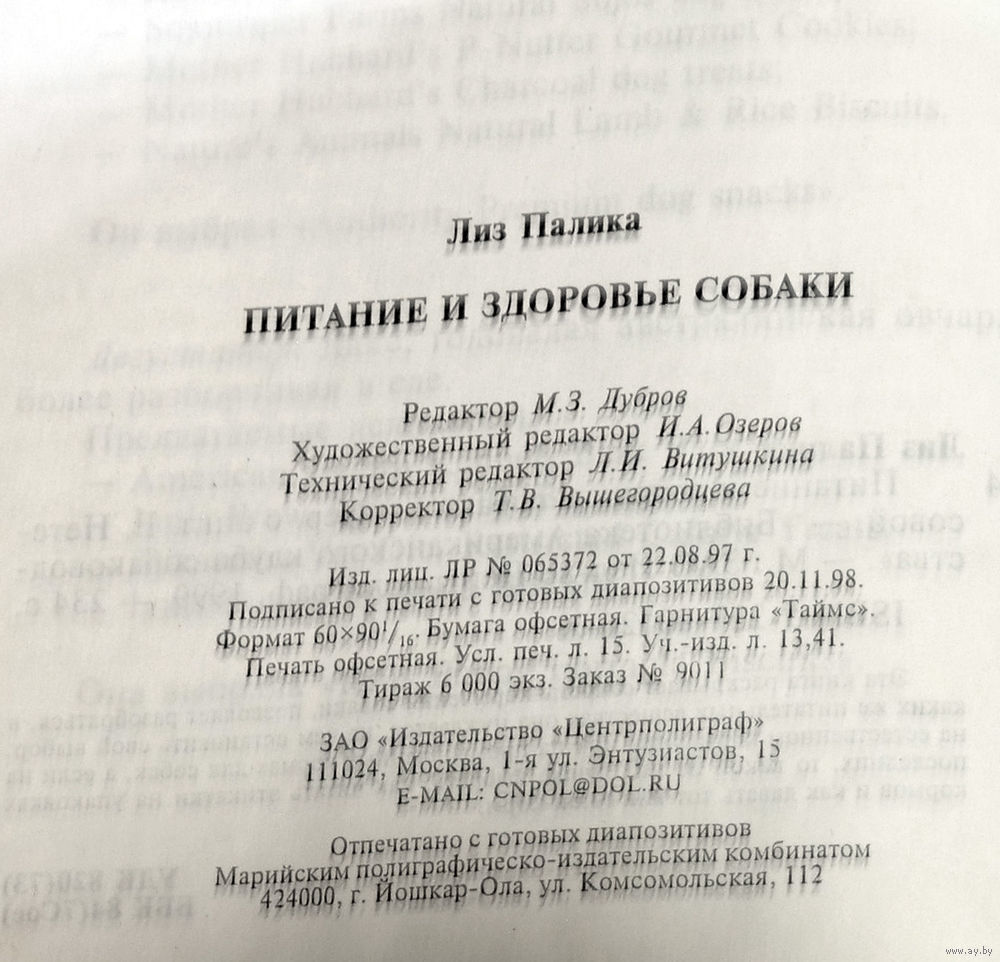 Лиз Палика
ПИТАНИЕ И ЗДОРОВЬЕ СОБАКИ
Редактор М.З. Дубров
Художественный редактор И.А.Озеров
Технический редактор Л.И. Витушкина
Корректор Т.В. Вышегородцева
Изд. лиц. ЛР № 065372 от 22.08.97 г.
Подписано к печати с готовых диапозитивов 20.11.98.
Формат 60×90¹/₁₆. Бумага офсетная. Гарнитура «Таймс».
Печать офсетная. Усл. печ. л. 15. Уч.-изд. л. 13,41.
Тираж 6 000 экз. Заказ № 9011
ЗАО «Издательство «Центрполиграф»
111024, Москва, 1-я ул. Энтузиастов, 15
E-MAIL: CNPOL@DOL.RU
Отпечатано с готовых диапозитивов
Марийским полиграфическо-издательским комбинатом
424000, г. Йошкар-Ола, ул. Комсомольская, 112
www.ay.by